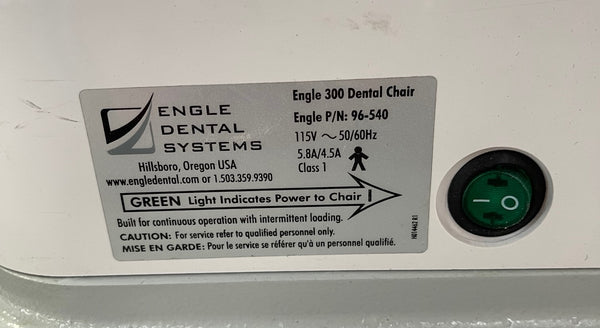 ENGLE
DENTAL
SYSTEMS
Hillsboro, Oregon USA
www.engledental.com or 1.503.359.9390
Engle 300 Dental Chair
Engle P/N: 96-540
115V ~ 50/60Hz
5.8A/4.5A
Class 1
GREEN Light Indicates Power to Chair
Built for continuous operation with intermittent loading.
CAUTION: For service refer to qualified personnel only.
MISE EN GARDE: Pour le service se référer qu'à un personnel qualifié.
N014462 R1
I O